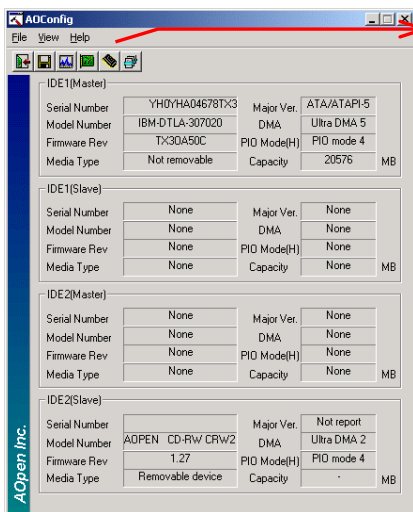 AOConfig
File View Help
IDE1(Master)
Serial Number YH0YHA04678TX3 Major Ver. ATA/ATAPI-5
Model Number IBM-DTLA-307020 DMA Ultra DMA 5
Firmware Rev TX3OA50C PIO Mode(H) PIO mode 4
Media Type Not removable Capacity 20576 MB
IDE1(Slave)
Serial Number None Major Ver. None
Model Number None DMA None
Firmware Rev None PIO Mode(H) None
Media Type None Capacity None MB
IDE2(Master)
Serial Number None Major Ver. None
Model Number None DMA None
Firmware Rev None PIO Mode(H) None
Media Type None Capacity None MB
IDE2(Slave)
Serial Number Major Ver. Not report
Model Number AOPEN CD-RW CRW2 DMA Ultra DMA 2
Firmware Rev 1.27 PIO Mode(H) PIO mode 4
Media Type Removable device Capacity - MB
AOpen Inc.